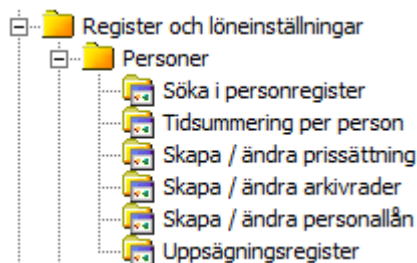 Register och löneinställningar
Personer
Söka i personregister
Tidsummering per person
Skapa / ändra prissättning
Skapa / ändra arkivrader
Skapa / ändra personallån
Uppsägningsregister